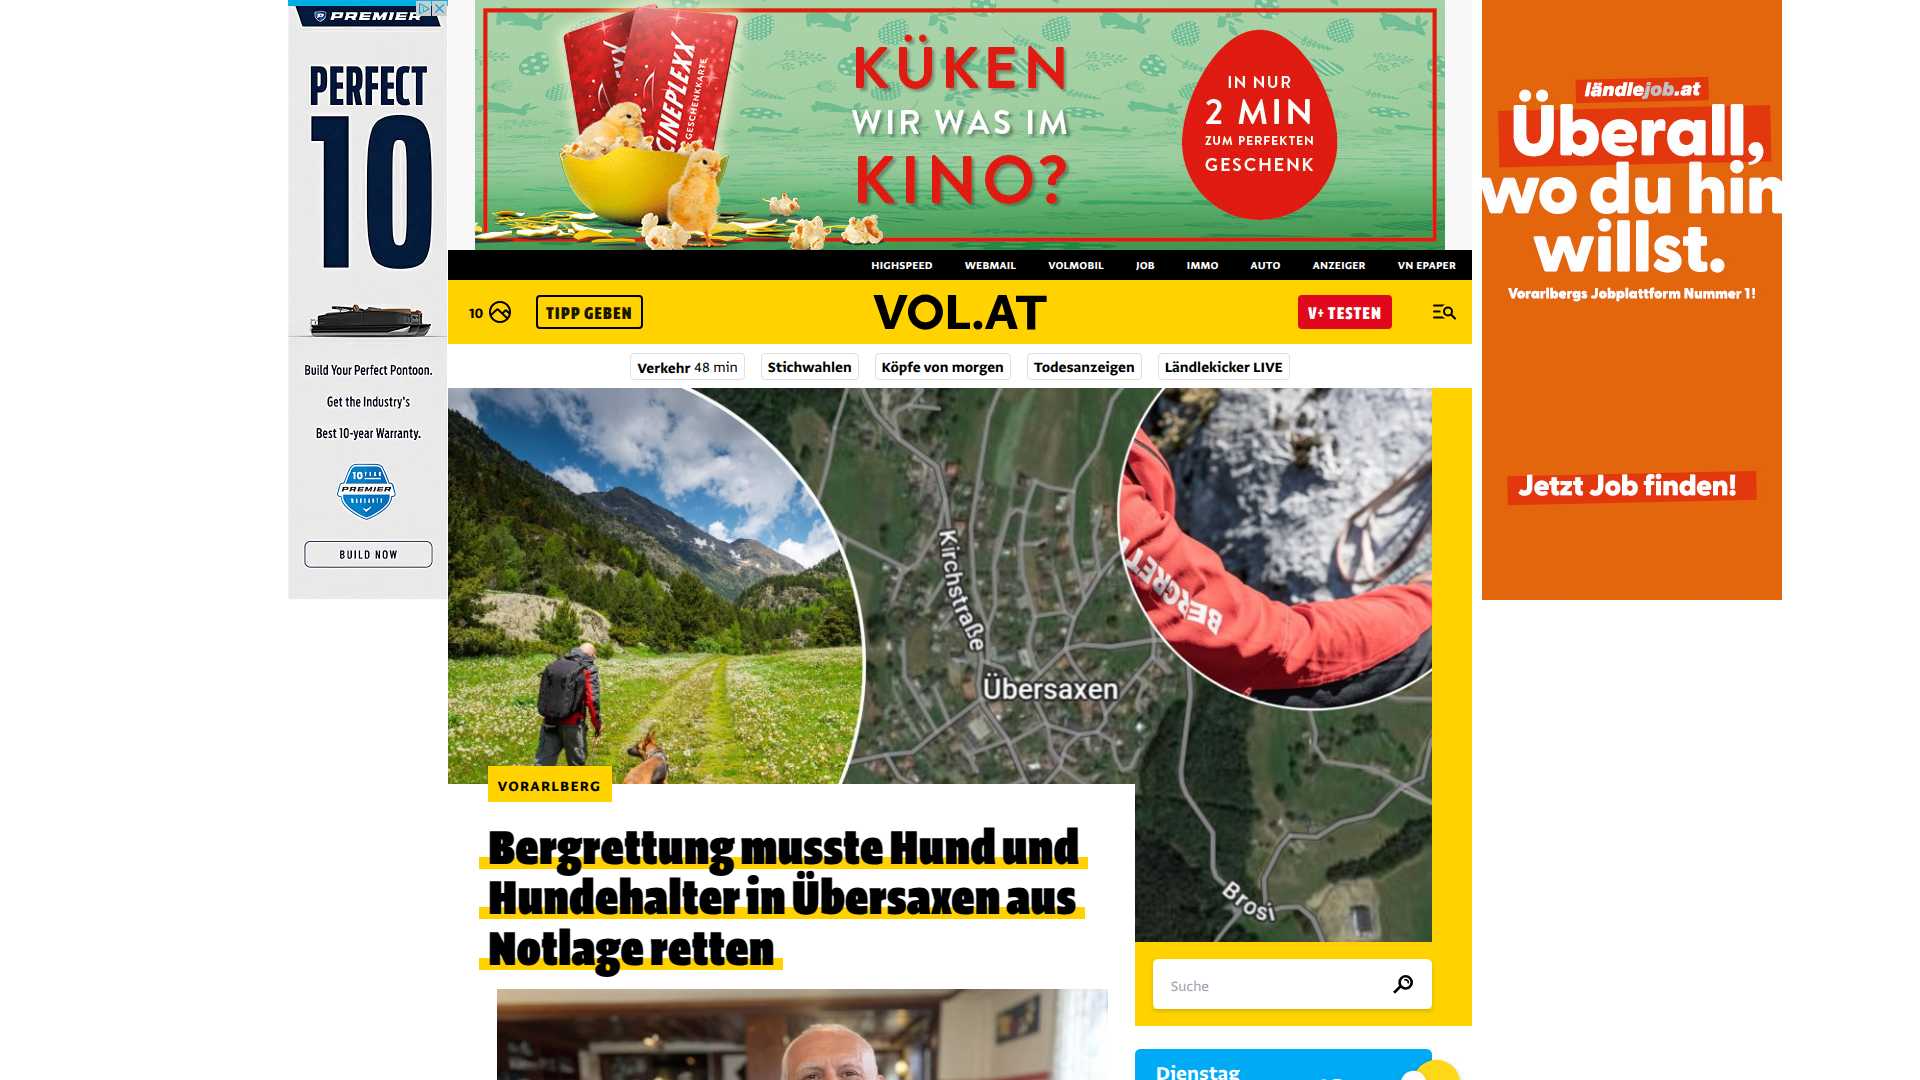 PREMIER
PERFECT
10
Build Your Perfect Pontoon.
Get the Industry's
Best 10-year Warranty.
10 YEAR
PREMIER
WARRANTY
BUILD NOW
CINEPLEXX
GESCHENKKARTE
KÜKEN
WIR WAS IM
KINO?
IN NUR
2 MIN
ZUM PERFEKTEN
GESCHENK
ländlejob.at
Überall,
wo du hin
willst.
Vorarlbergs Jobplattform Nummer 1!
Jetzt Job finden!
HIGHSPEED WEBMAIL VOLMOBIL JOB IMMO AUTO ANZEIGER VN EPAPER
10 TIPP GEBEN VOL.AT V+ TESTEN
Verkehr 48 min Stichwahlen Köpfe von morgen Todesanzeigen Ländlekicker LIVE
Kirchstraße
Übersaxen
BERGRET
Brosi
VORARLBERG
Bergrettung musste Hund und
Hundehalter in Übersaxen aus
Notlage retten
Suche
Dienstag